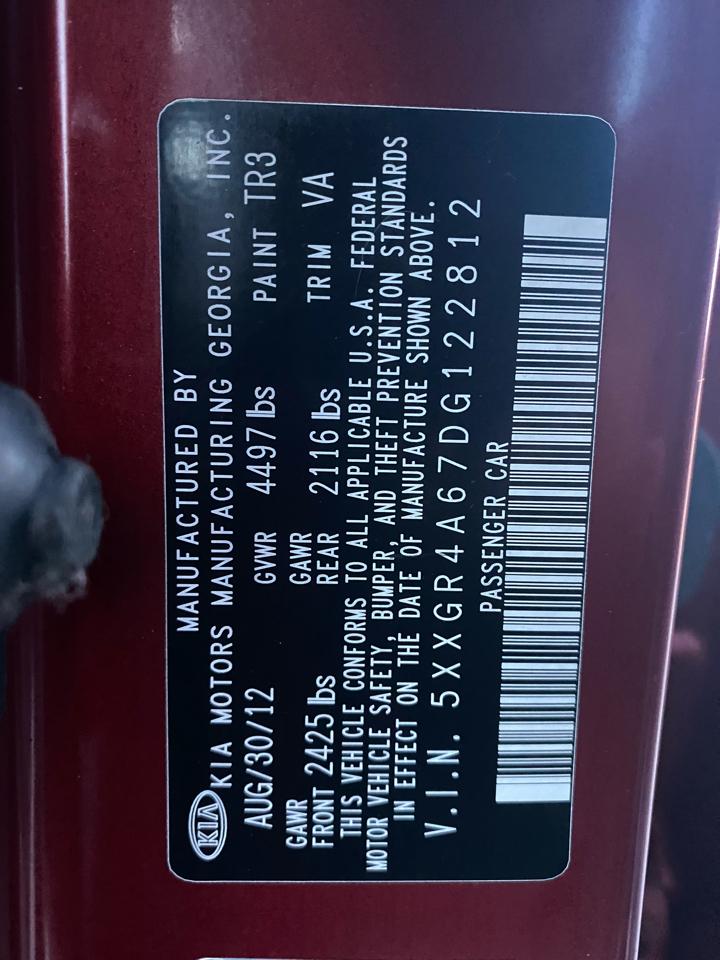 MANUFACTURED BY
KIA KIA MOTORS MANUFACTURING GEORGIA, INC.
AUG/30/12 GVWR 4497 lbs PAINT TR3
GAWR FRONT 2425 lbs GAWR REAR 2116 lbs TRIM VA
THIS VEHICLE CONFORMS TO ALL APPLICABLE U.S.A. FEDERAL
MOTOR VEHICLE SAFETY, BUMPER, AND THEFT PREVENTION STANDARDS
IN EFFECT ON THE DATE OF MANUFACTURE SHOWN ABOVE.
V.I.N. 5XXGR4A67DG122812
PASSENGER CAR